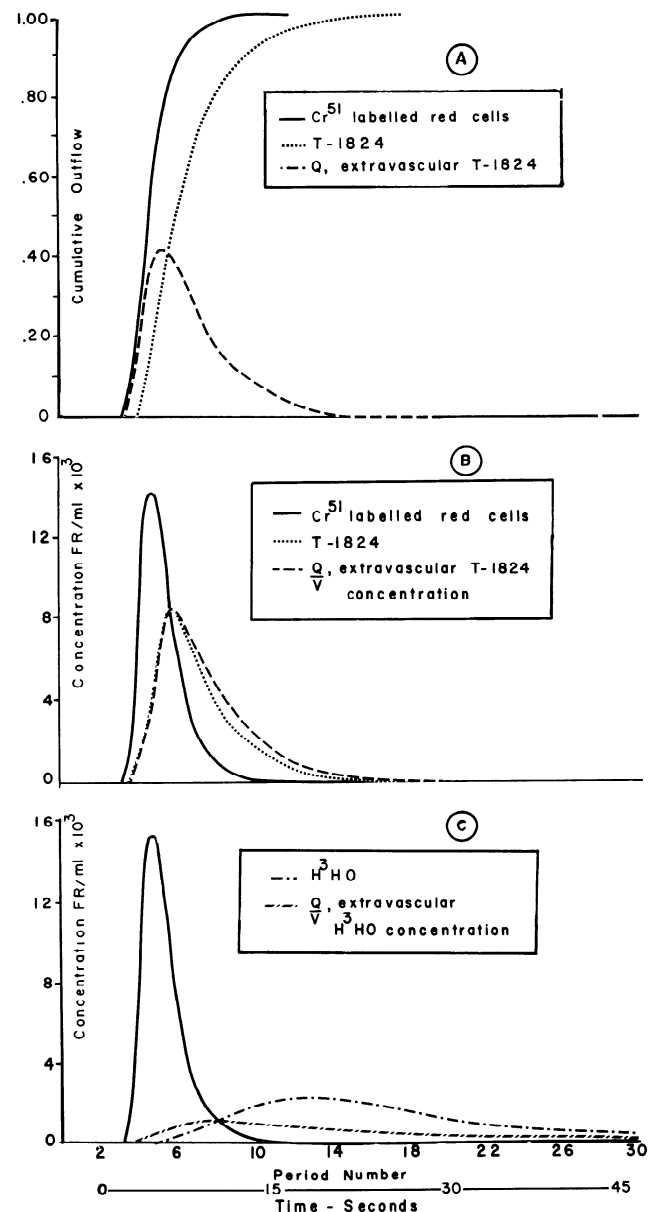 1.00
.80
.60
.40
.20
0
Cumulative Outflow
A
Cr51 labelled red cells
T-1824
Q, extravascular T-1824
16
12
8
4
0
Concentration FR/ml x103
B
Cr51 labelled red cells
T-1824
Q/V, extravascular T-1824
concentration
16
12
8
4
0
Concentration FR/ml x103
C
H3HO
Q/V, extravascular
H3HO concentration
2 6 10 14 18 22 26 30
Period Number
0 15 30 45
Time - Seconds